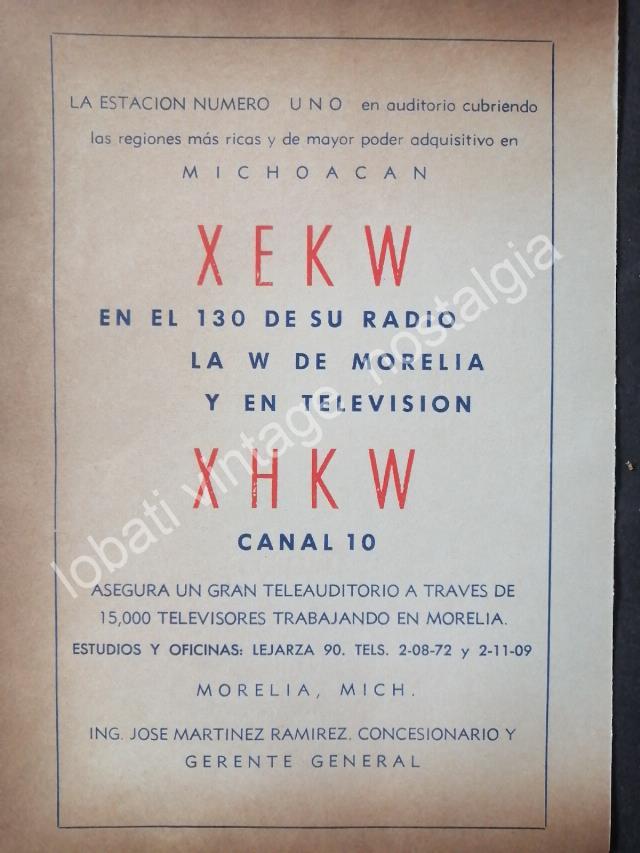 LA ESTACION NUMERO UNO en auditorio cubriendo
las regiones más ricas y de mayor poder adquisitivo en
MICHOACAN
XEKW
EN EL 130 DE SU RADIO
LA W DE MORELIA
Y EN TELEVISION
XHKW
CANAL 10
ASEGURA UN GRAN TELEAUDITORIO A TRAVES DE
15,000 TELEVISORES TRABAJANDO EN MORELIA.
ESTUDIOS Y OFICINAS: LEJARZA 90. TELS. 2-08-72 y 2-11-09
MORELIA, MICH.
ING. JOSE MARTINEZ RAMIREZ. CONCESIONARIO Y
GERENTE GENERAL
lobati vintage nostalgia